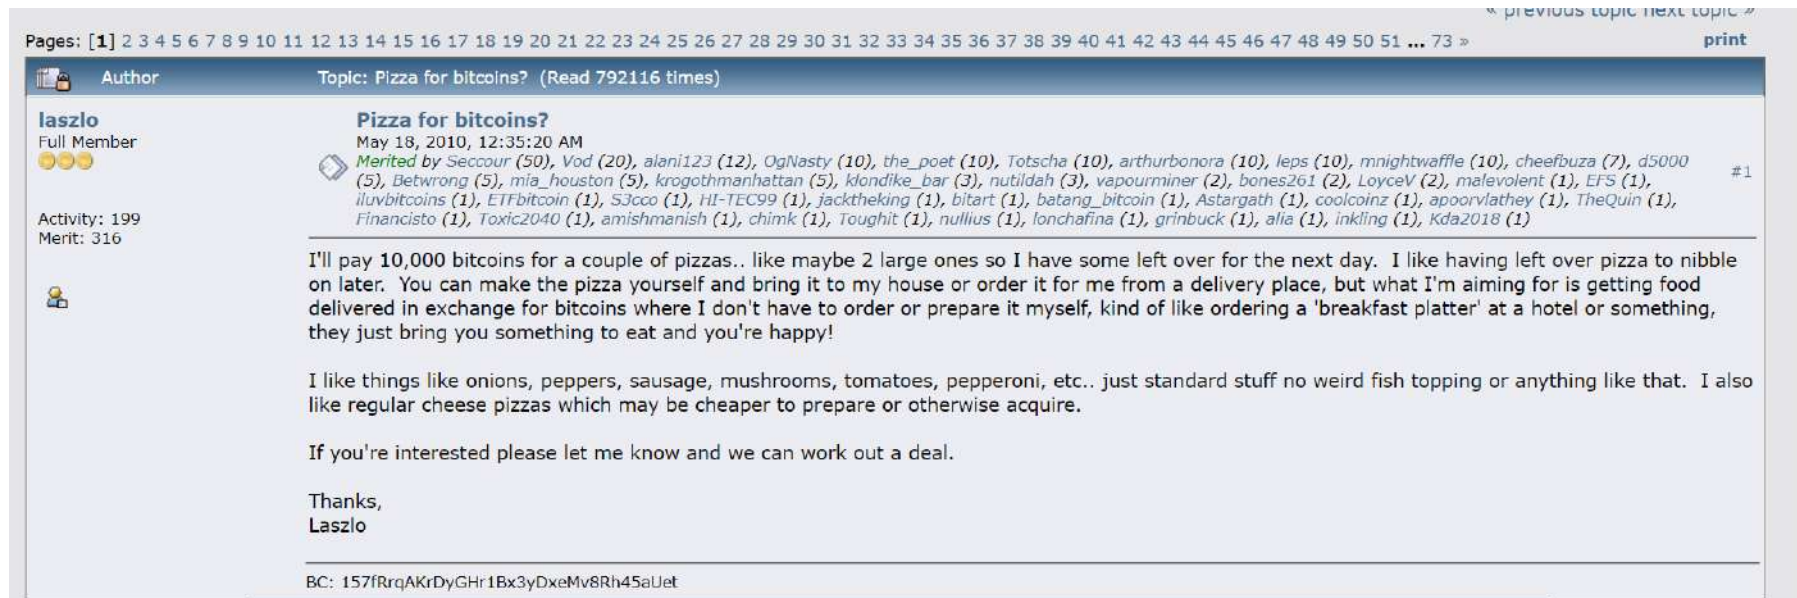 « previous topic next topic »
Pages: [1] 2 3 4 5 6 7 8 9 10 11 12 13 14 15 16 17 18 19 20 21 22 23 24 25 26 27 28 29 30 31 32 33 34 35 36 37 38 39 40 41 42 43 44 45 46 47 48 49 50 51 ... 73 » print
Author Topic: Pizza for bitcoins? (Read 792116 times)
laszlo
Full Member
Activity: 199
Merit: 316
Pizza for bitcoins?
May 18, 2010, 12:35:20 AM
Merited by Seccour (50), Vod (20), alani123 (12), OgNasty (10), the_poet (10), Totscha (10), arthurbonora (10), leps (10), mnightwaffle (10), cheefbuza (7), d5000
(5), Betwrong (5), mia_houston (5), krogothmanhattan (5), klondike_bar (3), nutildah (3), vapourminer (2), bones261 (2), LoyceV (2), malevolent (1), EFS (1),
iluvbitcoins (1), ETFbitcoin (1), S3cco (1), HI-TEC99 (1), jacktheking (1), bitart (1), batang_bitcoin (1), Astargath (1), coolcoinz (1), apoorvlathey (1), TheQuin (1),
Financisto (1), Toxic2040 (1), amishmanish (1), chimk (1), Toughit (1), nullius (1), lonchafina (1), grinbuck (1), alia (1), inkling (1), Kda2018 (1)
#1
I'll pay 10,000 bitcoins for a couple of pizzas.. like maybe 2 large ones so I have some left over for the next day. I like having left over pizza to nibble
on later. You can make the pizza yourself and bring it to my house or order it for me from a delivery place, but what I'm aiming for is getting food
delivered in exchange for bitcoins where I don't have to order or prepare it myself, kind of like ordering a 'breakfast platter' at a hotel or something,
they just bring you something to eat and you're happy!
I like things like onions, peppers, sausage, mushrooms, tomatoes, pepperoni, etc.. just standard stuff no weird fish topping or anything like that. I also
like regular cheese pizzas which may be cheaper to prepare or otherwise acquire.
If you're interested please let me know and we can work out a deal.
Thanks,
Laszlo
BC: 157fRrqAKrDyGHr1Bx3yDxeMv8Rh45aUet